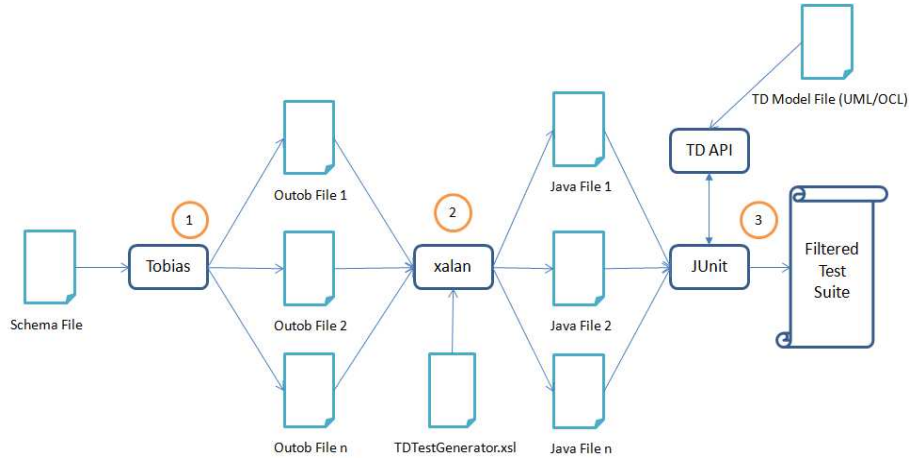 TD Model File (UML/OCL)
TD API
Outob File 1
Java File 1
1
2
3
Schema File
Tobias
Outob File 2
xalan
Java File 2
JUnit
Filtered
Test
Suite
Outob File n
TDTestGenerator.xsl
Java File n